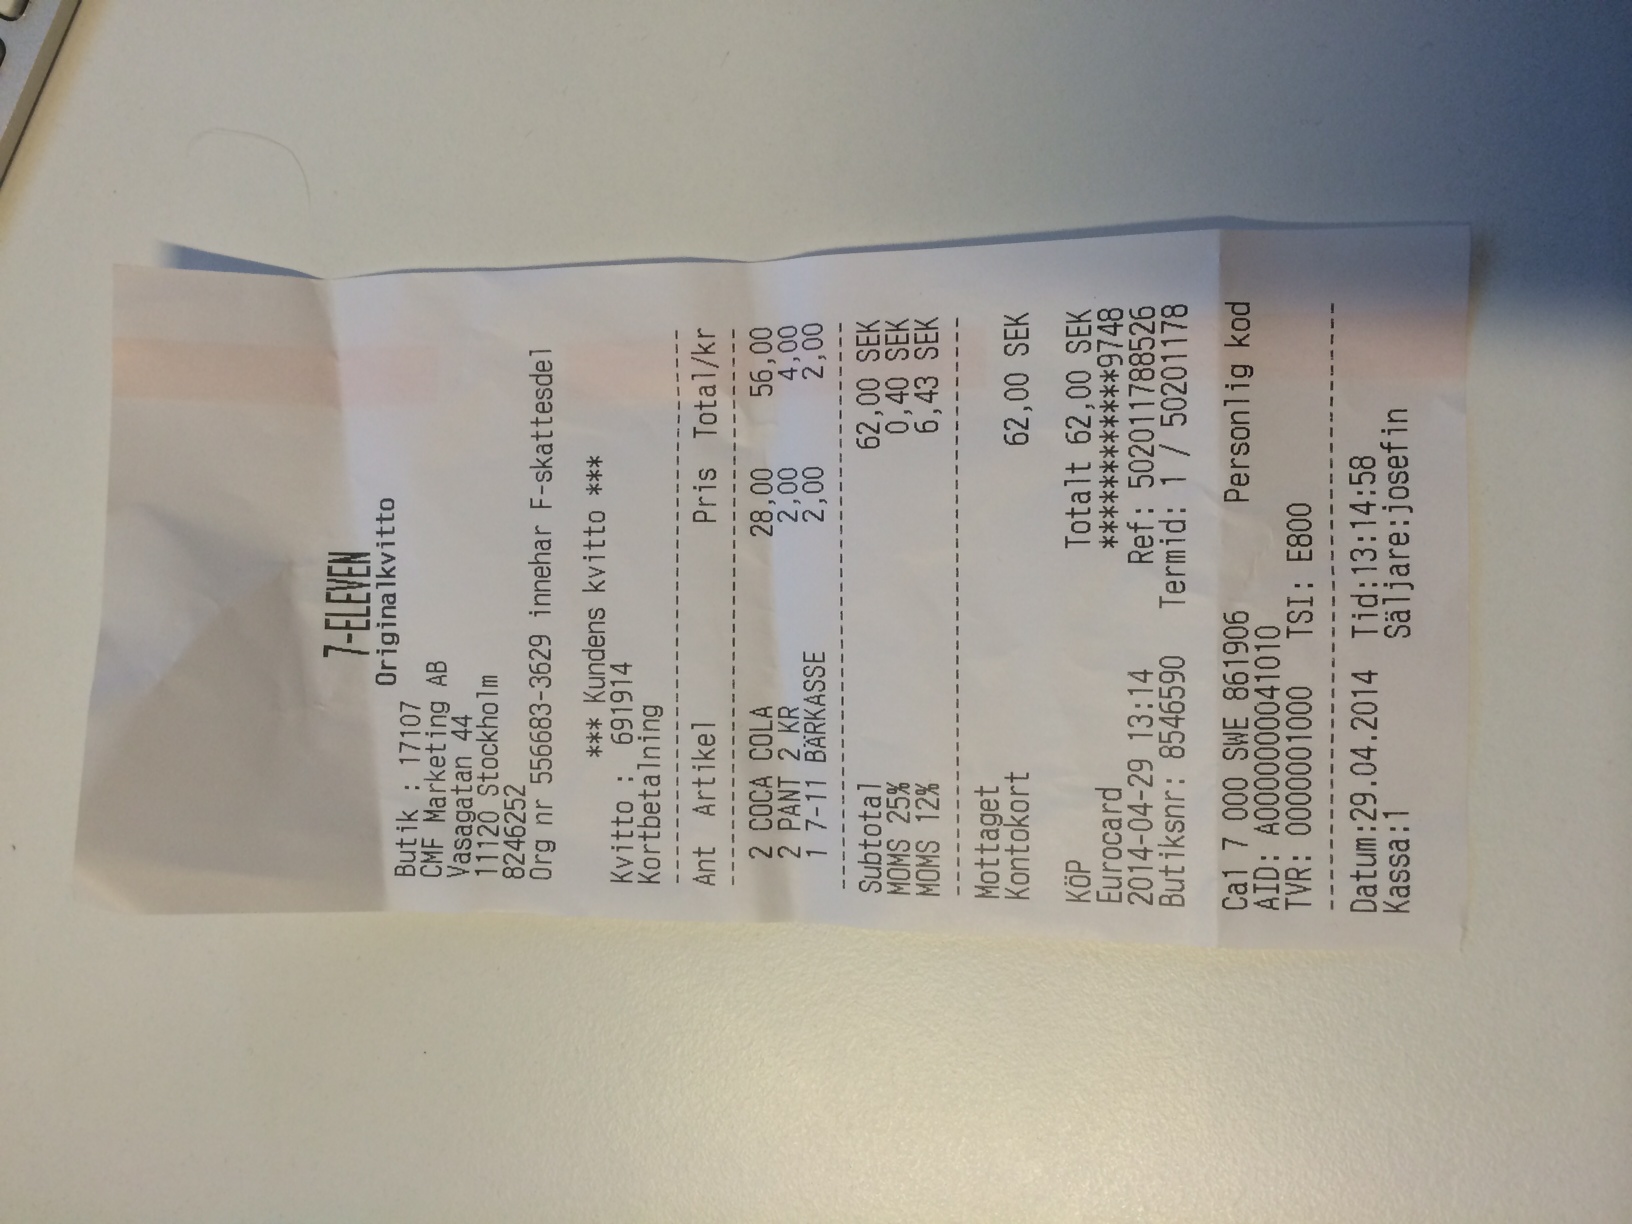 7-ELEVEN
Originalkvitto
Butik : 17107
CMF Marketing AB
Vasagatan 44
11120 Stockholm
8246252
Org nr 556683-3629 innehar F-skattesdel
*** Kundens kvitto ***
Kvitto : 691914
Kortbetalning
Ant Artikel Pris Total/kr
2 COCA COLA 28,00 56,00
2 PANT 2 KR 2,00 4,00
1 7-11 BÄRKASSE 2,00 2,00
Subtotal 62,00 SEK
MOMS 25% 0,40 SEK
MOMS 12% 6,43 SEK
Mottaget
Kontokort 62,00 SEK
KöP Totalt 62,00 SEK
Eurocard ************9748
2014-04-29 13:14 Ref: 502011788526
Butiksnr: 8546590 Termid: 1 / 50201178
Ca1 7 000 SWE 861906 Personlig kod
AID: A0000000041010
TVR: 0000001000 TSI: E800
Datum:29.04.2014 Tid:13:14:58
Kassa:1 Säljare:josefin